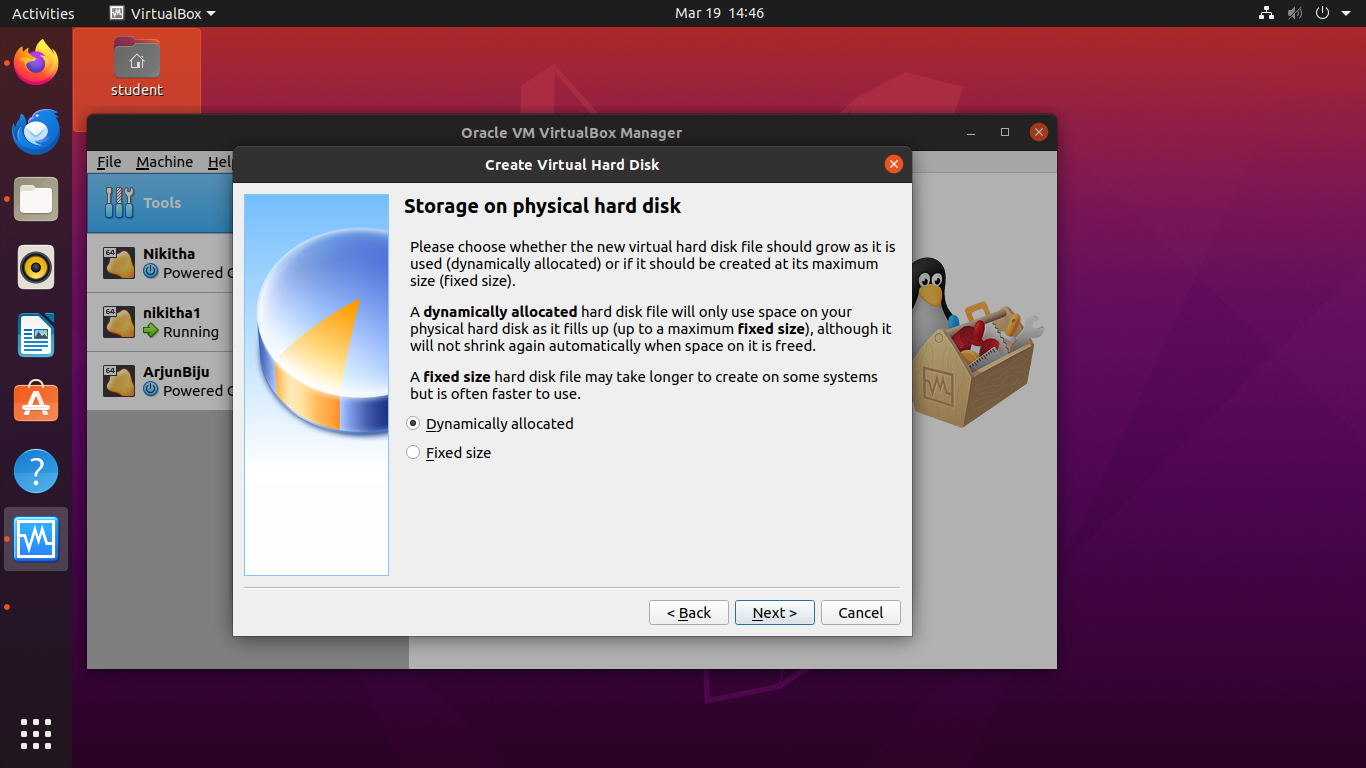 Activities
VirtualBox
Mar 19 14:46
student
Oracle VM VirtualBox Manager
File Machine Help
Create Virtual Hard Disk
Tools
64
Nikitha
Powered O
64
nikitha1
Running
64
ArjunBiju
Powered O
Storage on physical hard disk
Please choose whether the new virtual hard disk file should grow as it is
used (dynamically allocated) or if it should be created at its maximum
size (fixed size).
A dynamically allocated hard disk file will only use space on your
physical hard disk as it fills up (up to a maximum fixed size), although it
will not shrink again automatically when space on it is freed.
A fixed size hard disk file may take longer to create on some systems
but is often faster to use.
Dynamically allocated
Fixed size
< Back
Next >
Cancel